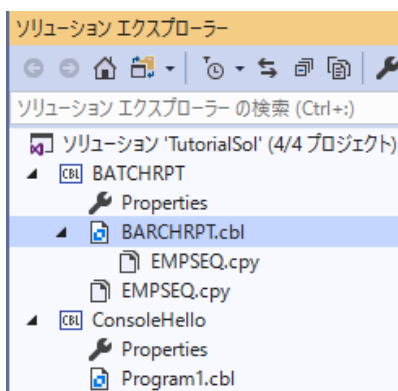 ソリューション エクスプローラー
ソリューション エクスプローラー の検索 (Ctrl+:)
ソリューション 'TutorialSol' (4/4 プロジェクト)
CBL BATCHRPT
Properties
BARCHRPT.cbl
EMPSEQ.cpy
EMPSEQ.cpy
CBL ConsoleHello
Properties
Program1.cbl